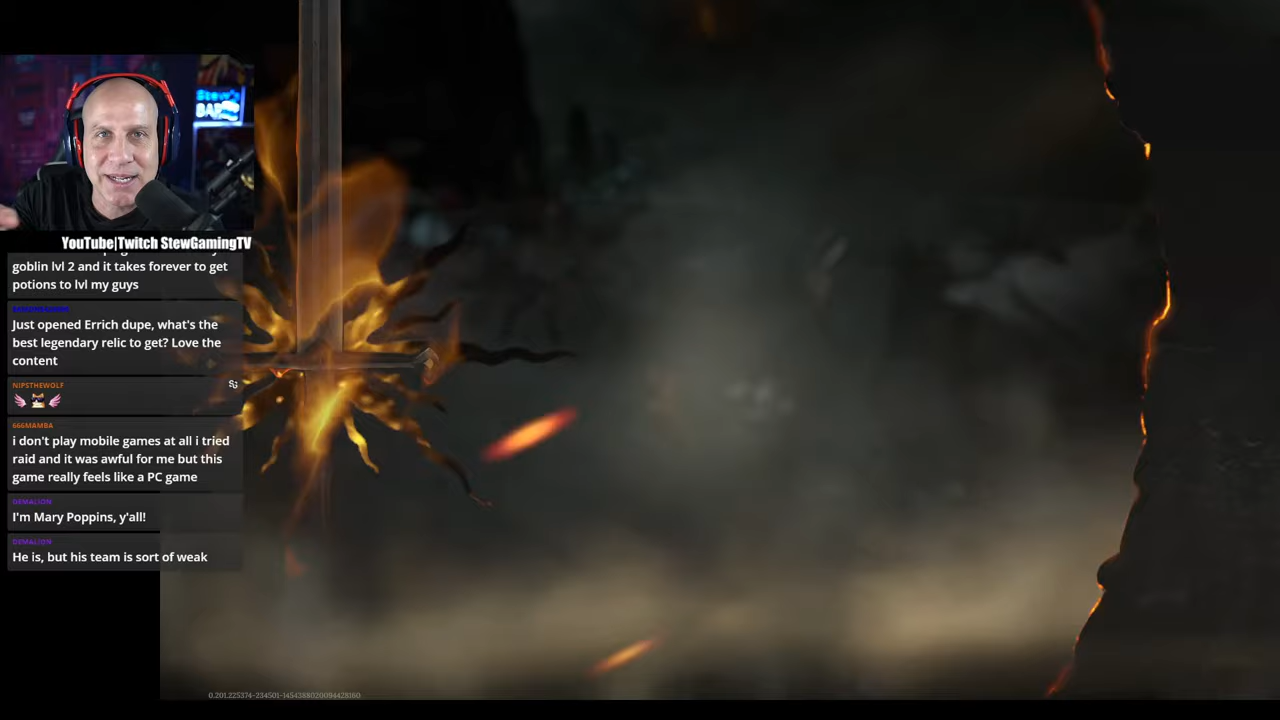 Stew's
BAR
YouTube|Twitch StewGamingTV
goblin lvl 2 and it takes forever to get
potions to lvl my guys
Just opened Errich dupe, what's the
best legendary relic to get? Love the
content
NIPSTHEWOLF
666MAMBA
i don't play mobile games at all i tried
raid and it was awful for me but this
game really feels like a PC game
DEMALION
I'm Mary Poppins, y'all!
DEMALION
He is, but his team is sort of weak